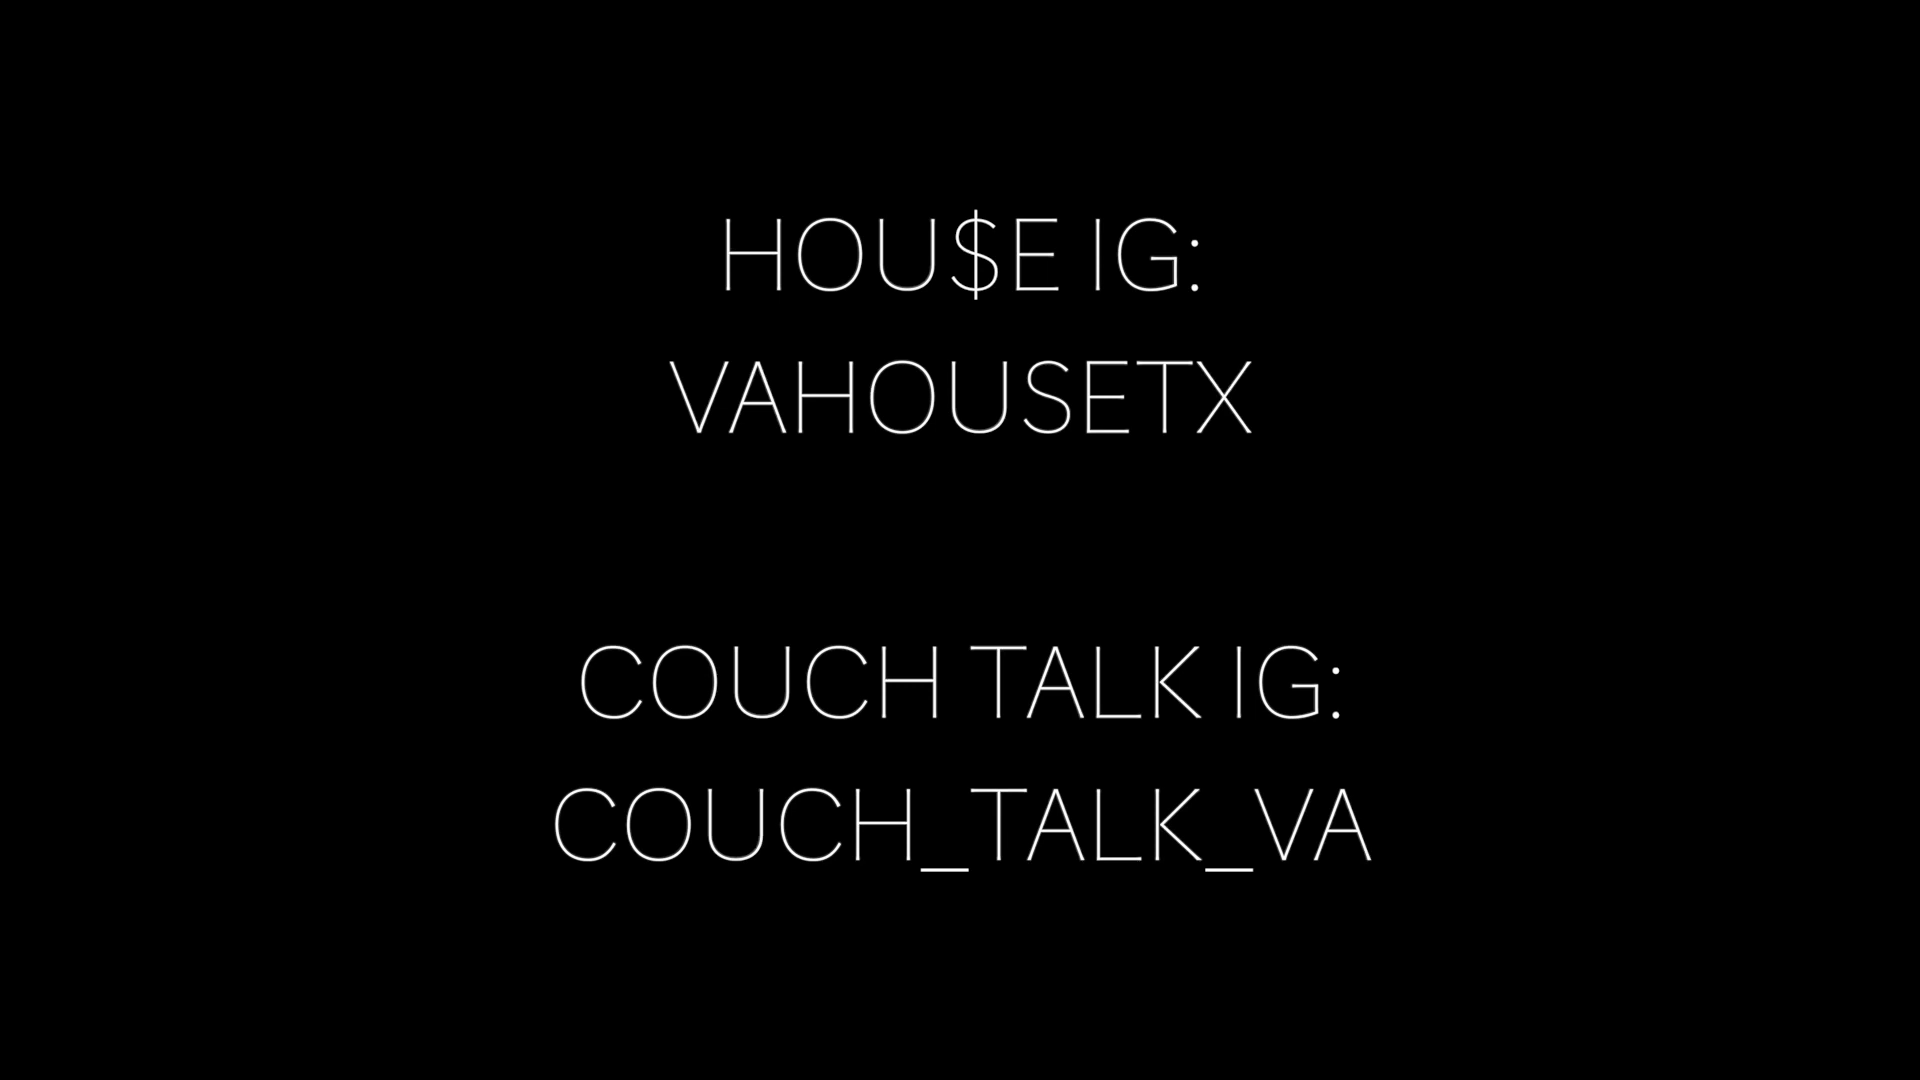 HOU$E IG:
VAHOUSETX
COUCH TALK IG:
COUCH_TALK_VA